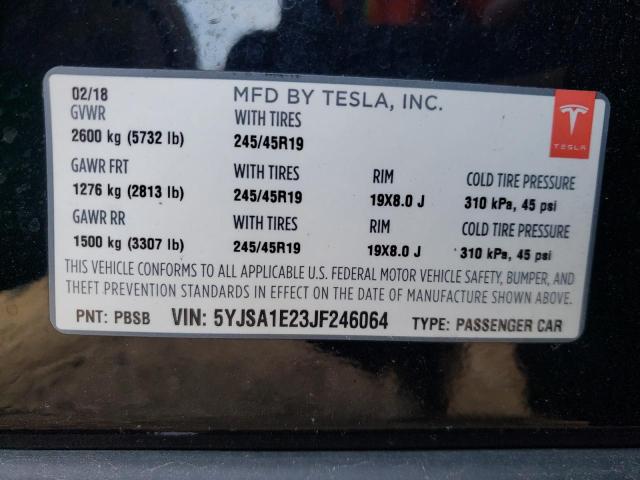 02/18 MFD BY TESLA, INC.
GVWR WITH TIRES
2600 kg (5732 lb) 245/45R19
TESLA
GAWR FRT WITH TIRES RIM COLD TIRE PRESSURE
1276 kg (2813 lb) 245/45R19 19X8.0 J 310 kPa, 45 psi
GAWR RR WITH TIRES RIM COLD TIRE PRESSURE
1500 kg (3307 lb) 245/45R19 19X8.0 J 310 kPa, 45 psi
THIS VEHICLE CONFORMS TO ALL APPLICABLE U.S. FEDERAL MOTOR VEHICLE SAFETY, BUMPER, AND
THEFT PREVENTION STANDARDS IN EFFECT ON THE DATE OF MANUFACTURE SHOWN ABOVE.
PNT: PBSB VIN: 5YJSA1E23JF246064 TYPE: PASSENGER CAR